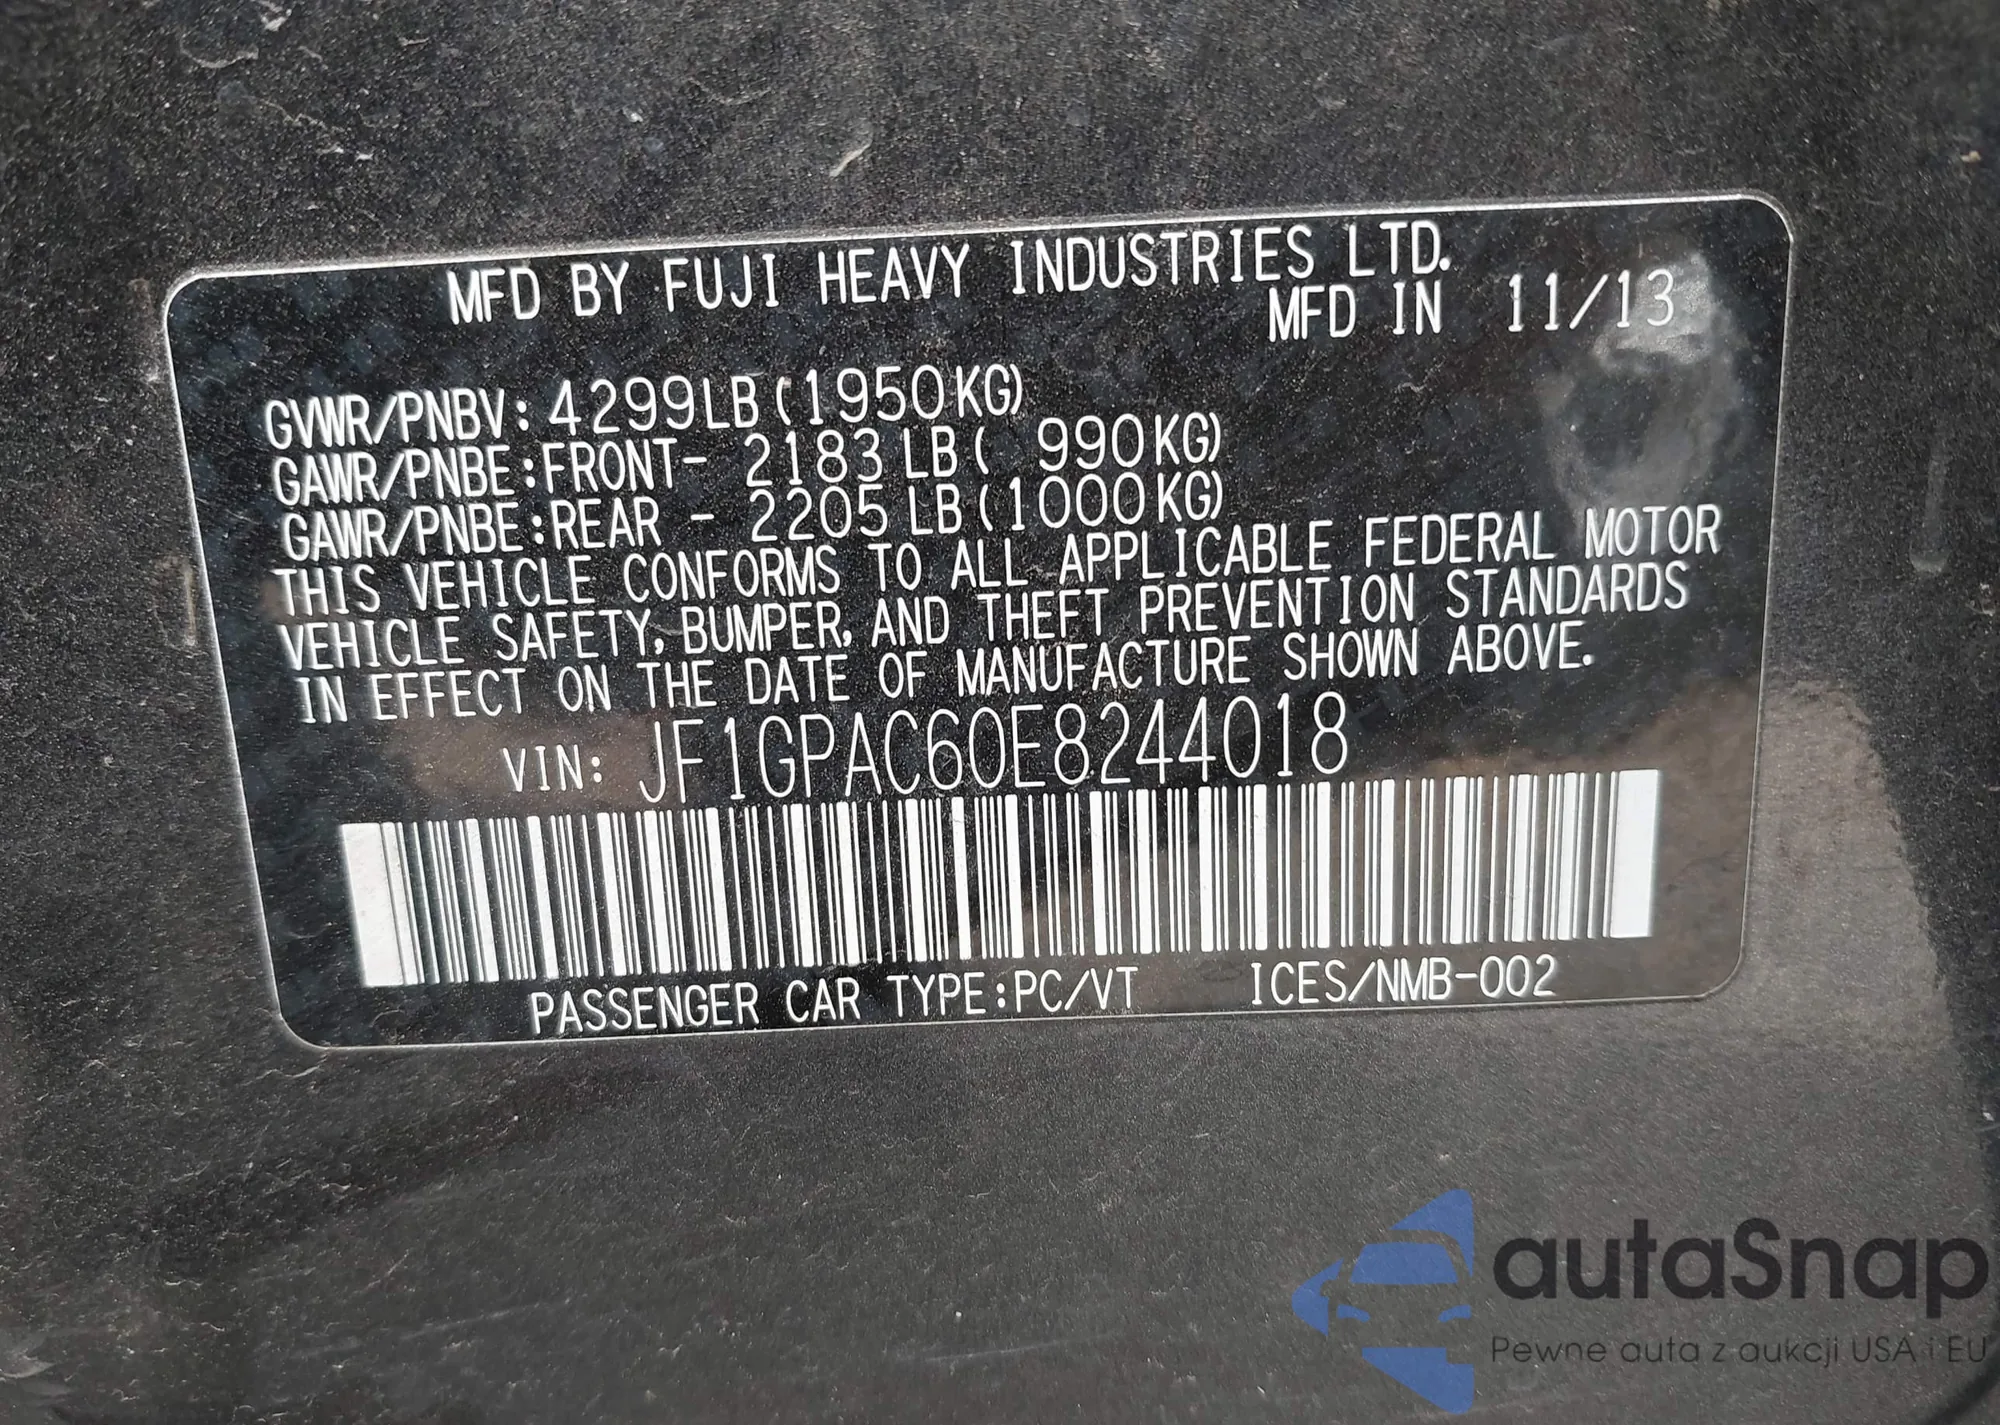 MFD BY FUJI HEAVY INDUSTRIES LTD.
MFD IN 11/13
GVWR/PNBV: 4299LB (1950KG)
GAWR/PNBE:FRONT- 2183 LB ( 990KG)
GAWR/PNBE:REAR - 2205 LB (1000KG)
THIS VEHICLE CONFORMS TO ALL APPLICABLE FEDERAL MOTOR
VEHICLE SAFETY, BUMPER, AND THEFT PREVENTION STANDARDS
IN EFFECT ON THE DATE OF MANUFACTURE SHOWN ABOVE.
VIN: JF1GPAC60E8244018
PASSENGER CAR TYPE:PC/VT ICES/NMB-002
autaSnap
Pewne auta z aukcji USA i EU